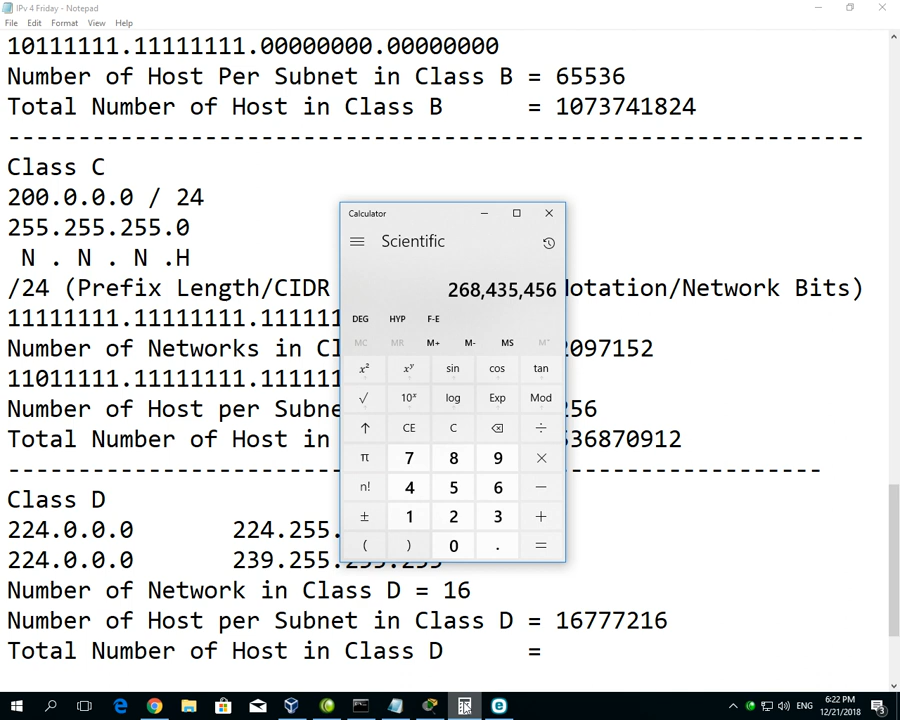 IPv 4 Friday - Notepad
File Edit Format View Help
10111111.11111111.00000000.00000000
Number of Host Per Subnet in Class B = 65536
Total Number of Host in Class B = 1073741824
-------------------------------------------------------------
Class C
200.0.0.0 / 24
255.255.255.0
N . N . N .H
/24 (Prefix Length/CIDR Notation/Network Bits)
11111111.11111111.11111
Number of Networks in Cl 2097152
11011111.11111111.11111
Number of Host per Subne 256
Total Number of Host in 536870912
----------------------------------------------------------
Class D
224.0.0.0 224.255.
224.0.0.0 239.255.255.255
Number of Network in Class D = 16
Number of Host per Subnet in Class D = 16777216
Total Number of Host in Class D =
Calculator
Scientific
268,435,456
DEG HYP F-E
MC MR M+ M- MS M˅
x² xʸ sin cos tan
√ 10ˣ log Exp Mod
↑ CE C ⌫ ÷
π 7 8 9 ×
n! 4 5 6 −
± 1 2 3 +
( ) 0 . =
ENG
6:22 PM
12/21/2018
3